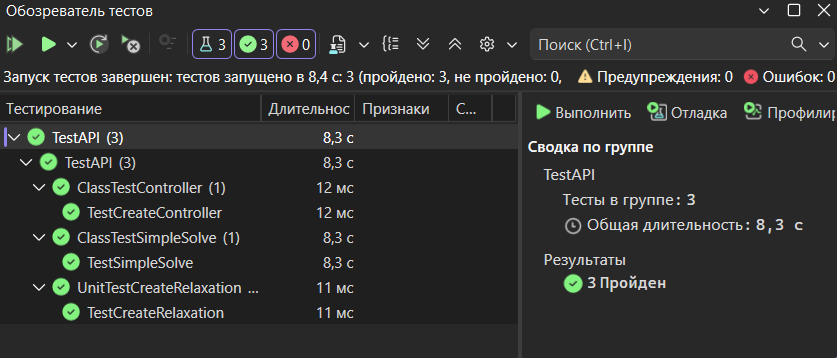 Обозреватель тестов
3 3 0 Поиск (Ctrl+I)
Запуск тестов завершен: тестов запущено в 8,4 с: 3 (пройдено: 3, не пройдено: 0, Предупреждения: 0 Ошибок: 0
Тестирование Длительнос Признаки С...
TestAPI (3) 8,3 с
TestAPI (3) 8,3 с
ClassTestController (1) 12 мс
TestCreateController 12 мс
ClassTestSimpleSolve (1) 8,3 с
TestSimpleSolve 8,3 с
UnitTestCreateRelaxation ... 11 мс
TestCreateRelaxation 11 мс
Выполнить Отладка Профилир
Сводка по группе
TestAPI
Тесты в группе: 3
Общая длительность: 8,3 с
Результаты
3 Пройден